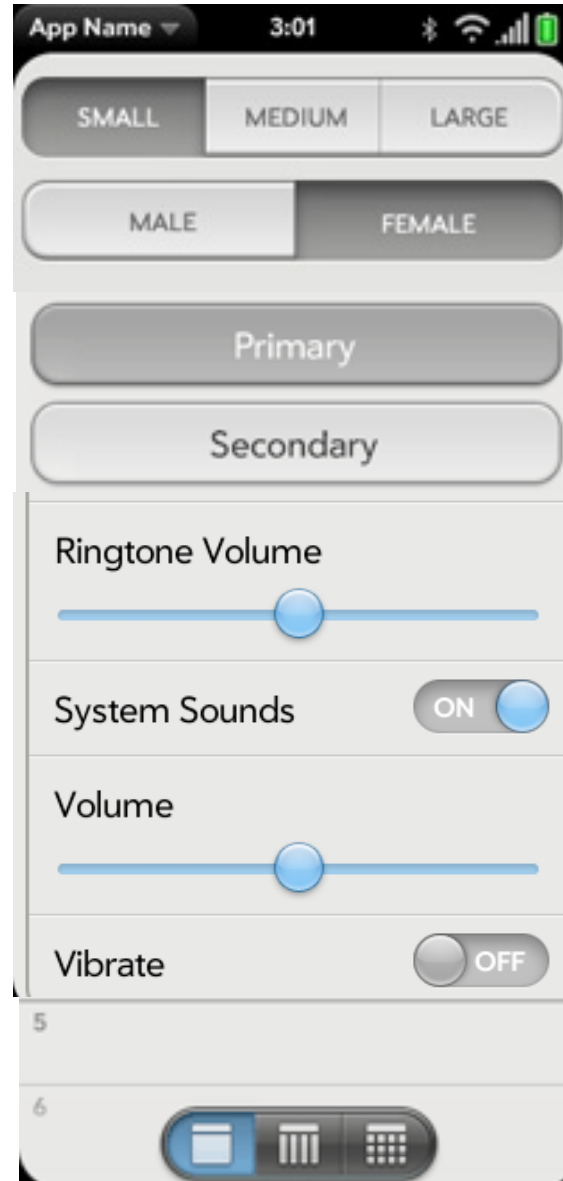 App Name 3:01
SMALL MEDIUM LARGE
MALE FEMALE
Primary
Secondary
Ringtone Volume
System Sounds ON
Volume
Vibrate OFF
5
6